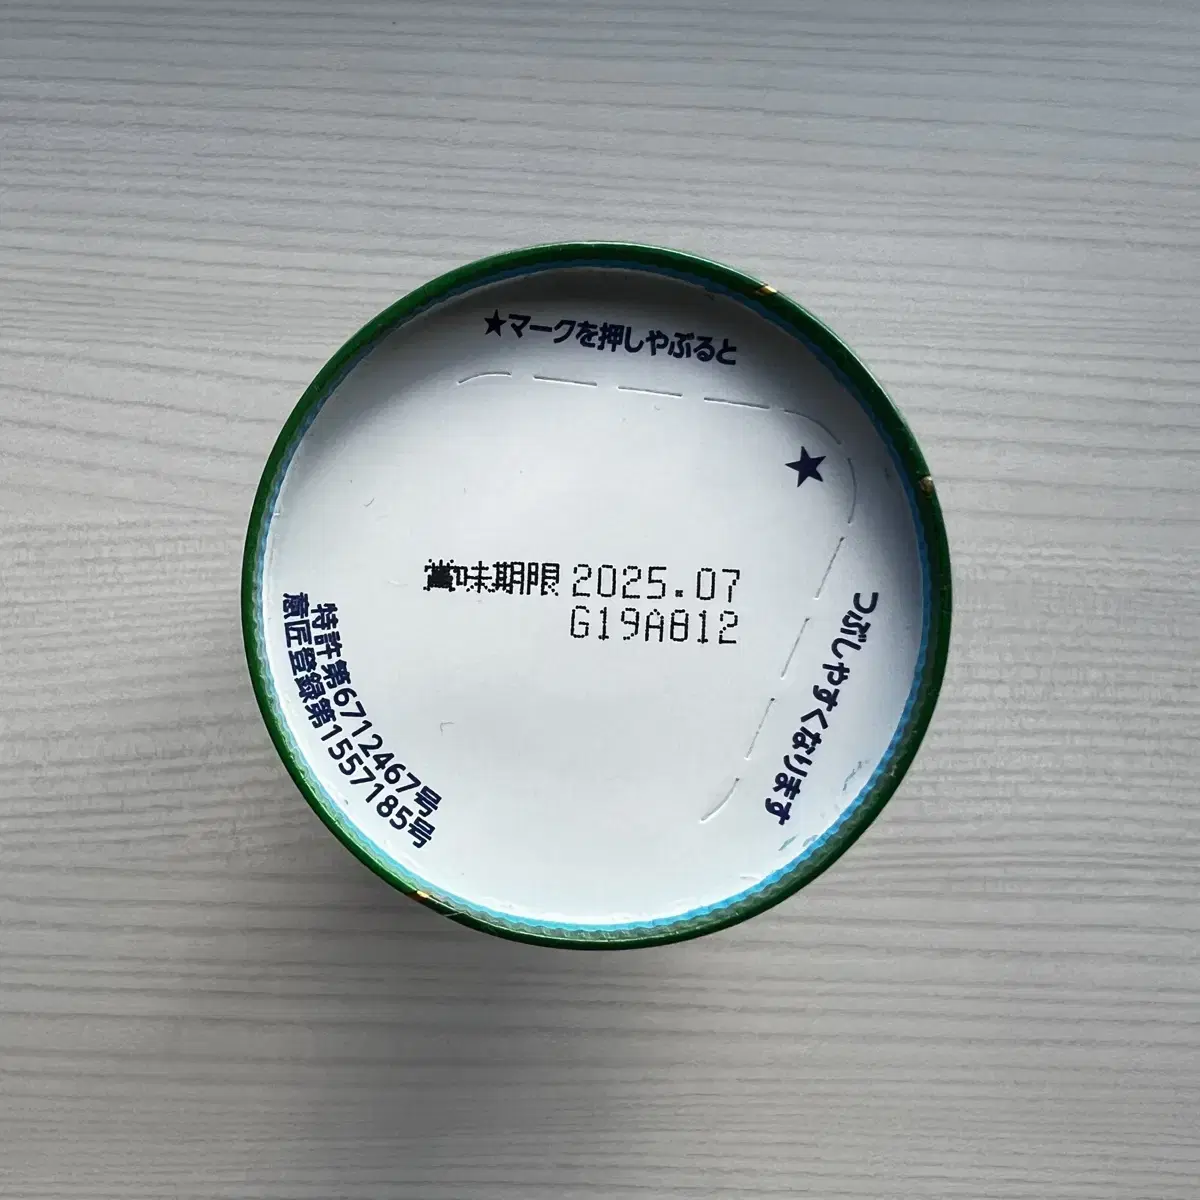 ★マークを押しやぶると
★
つぶしやすくなります
賞味期限 2025.07
G19A812
特許第6712467号
意匠登録第1557185号